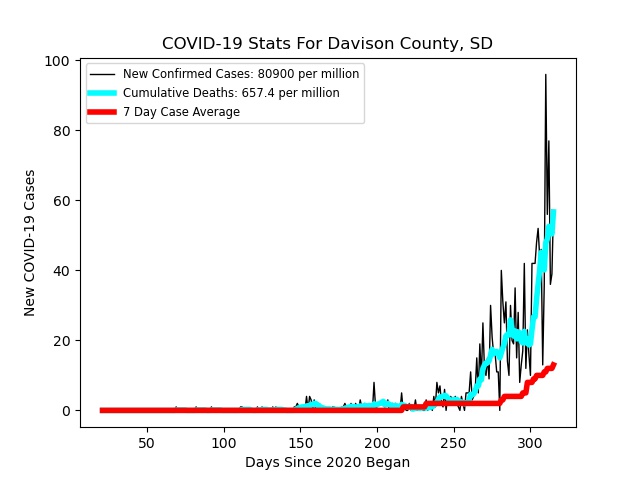 COVID-19 Stats For Davison County, SD
New Confirmed Cases: 80900 per million
Cumulative Deaths: 657.4 per million
7 Day Case Average
100
80
60
40
20
0
New COVID-19 Cases
50 100 150 200 250 300
Days Since 2020 Began